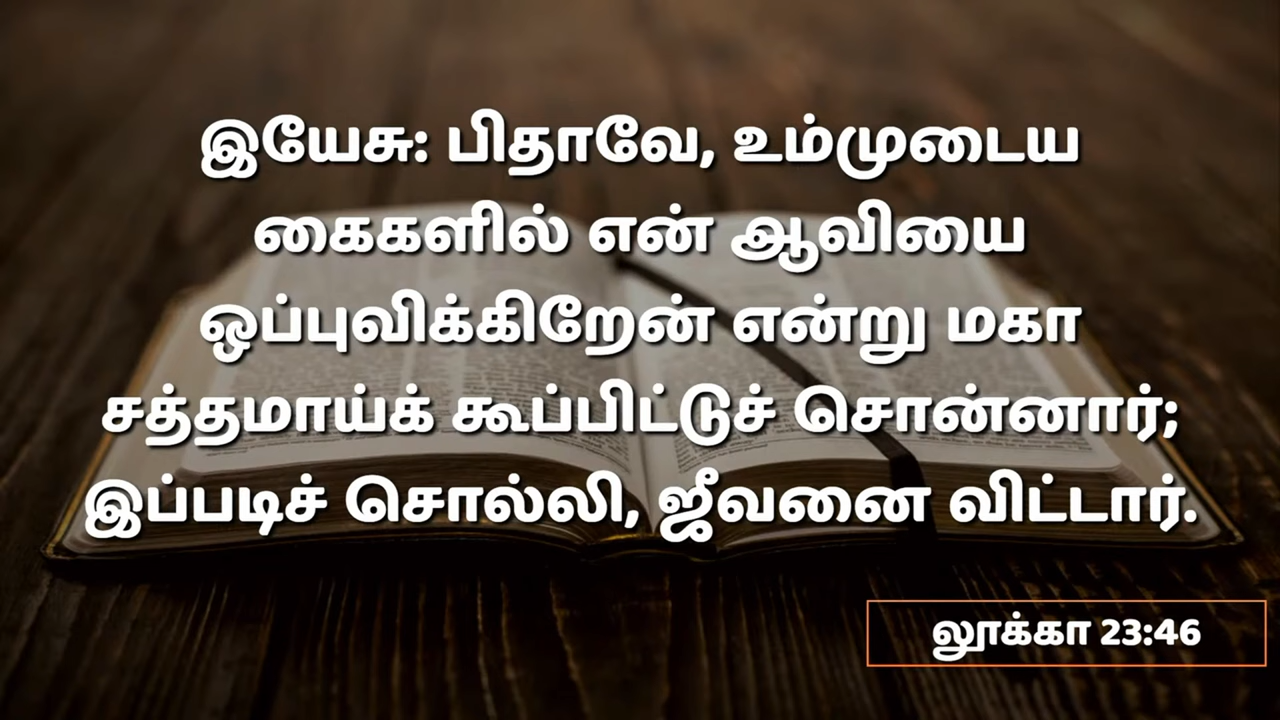 இயேசு: பிதாவே, உம்முடைய
கைகளில் என் ஆவியை
ஒப்புவிக்கிறேன் என்று மகா
சத்தமாய்க் கூப்பிட்டுச் சொன்னார்;
இப்படிச் சொல்லி, ஜீவனை விட்டார்.
லூக்கா 23:46